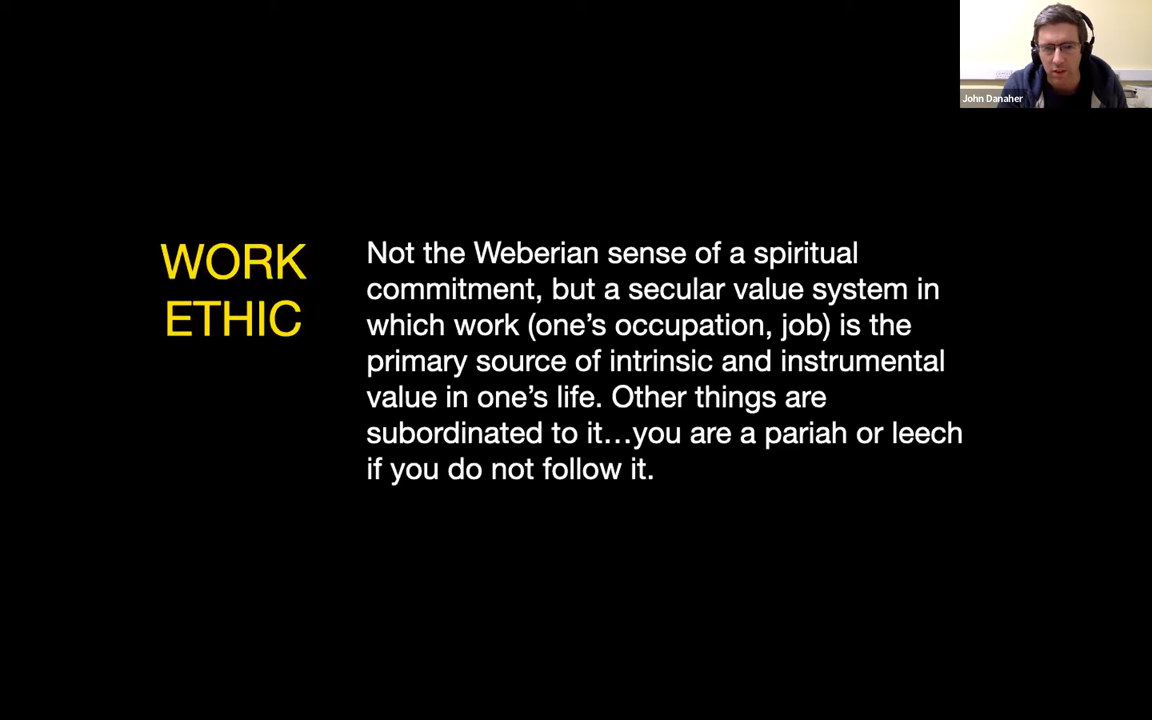 John Danaher
WORK
ETHIC
Not the Weberian sense of a spiritual
commitment, but a secular value system in
which work (one’s occupation, job) is the
primary source of intrinsic and instrumental
value in one’s life. Other things are
subordinated to it…you are a pariah or leech
if you do not follow it.